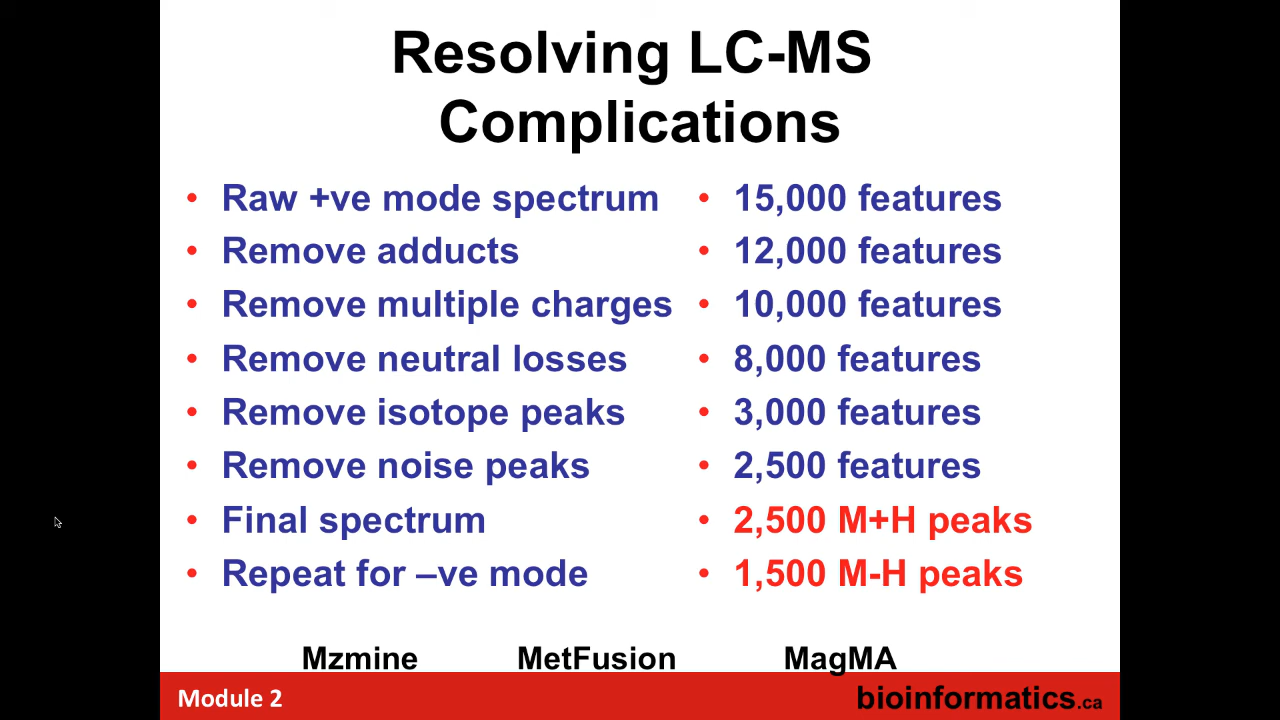 Resolving LC-MS
Complications
• Raw +ve mode spectrum • 15,000 features
• Remove adducts • 12,000 features
• Remove multiple charges • 10,000 features
• Remove neutral losses • 8,000 features
• Remove isotope peaks • 3,000 features
• Remove noise peaks • 2,500 features
• Final spectrum • 2,500 M+H peaks
• Repeat for –ve mode • 1,500 M-H peaks
Mzmine MetFusion MagMA
Module 2 bioinformatics.ca